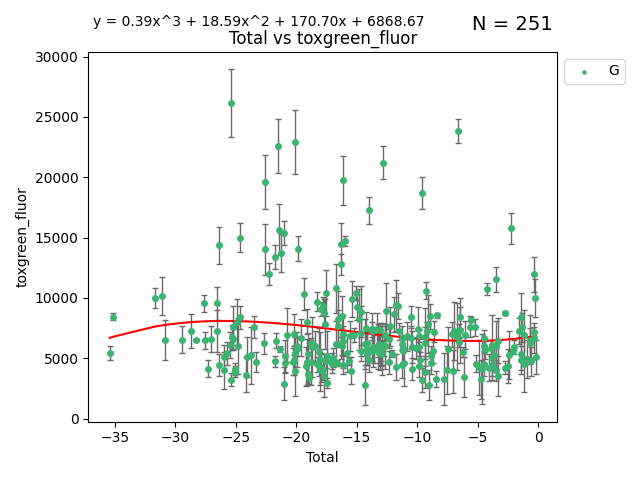 y = 0.39x^3 + 18.59x^2 + 170.70x + 6868.67
N = 251
Total vs toxgreen_fluor
G
toxgreen_fluor
30000
25000
20000
15000
10000
5000
0
−35 −30 −25 −20 −15 −10 −5 0
Total